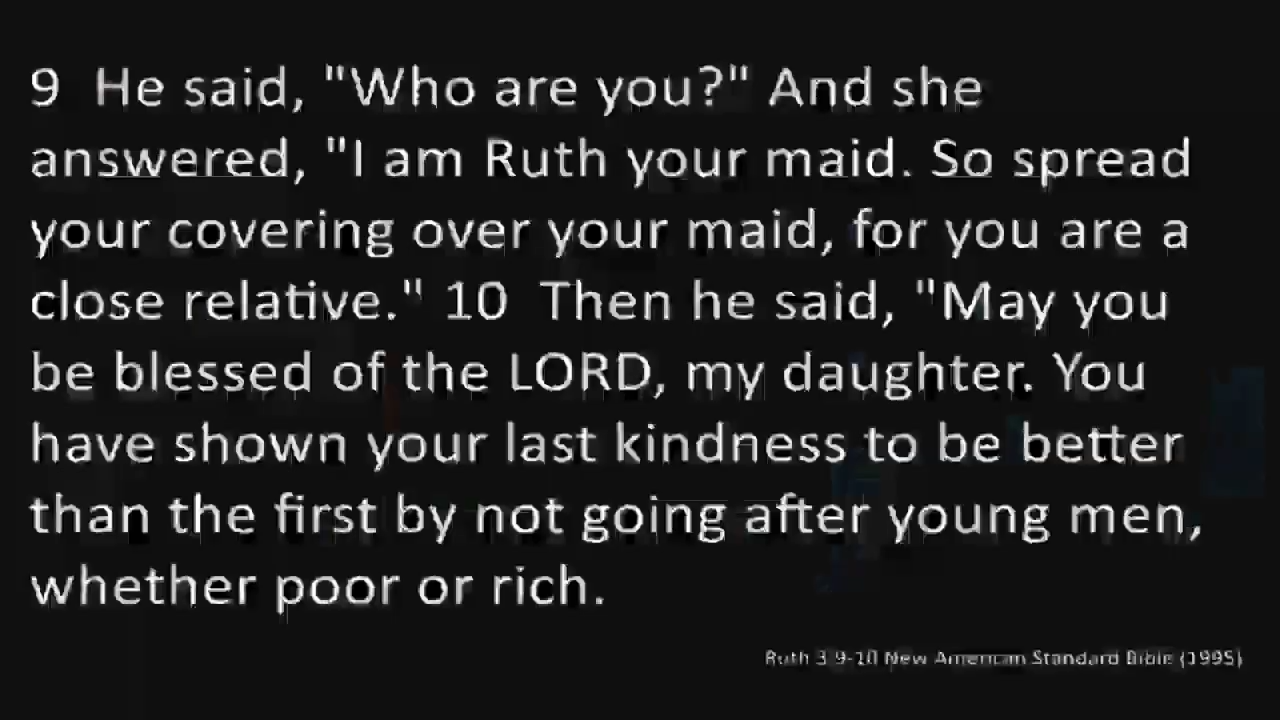 9 He said, "Who are you?" And she
answered, "I am Ruth your maid. So spread
your covering over your maid, for you are a
close relative." 10 Then he said, "May you
be blessed of the LORD, my daughter. You
have shown your last kindness to be better
than the first by not going after young men,
whether poor or rich.
Ruth 3 9-10 New American Standard Bible (1995)